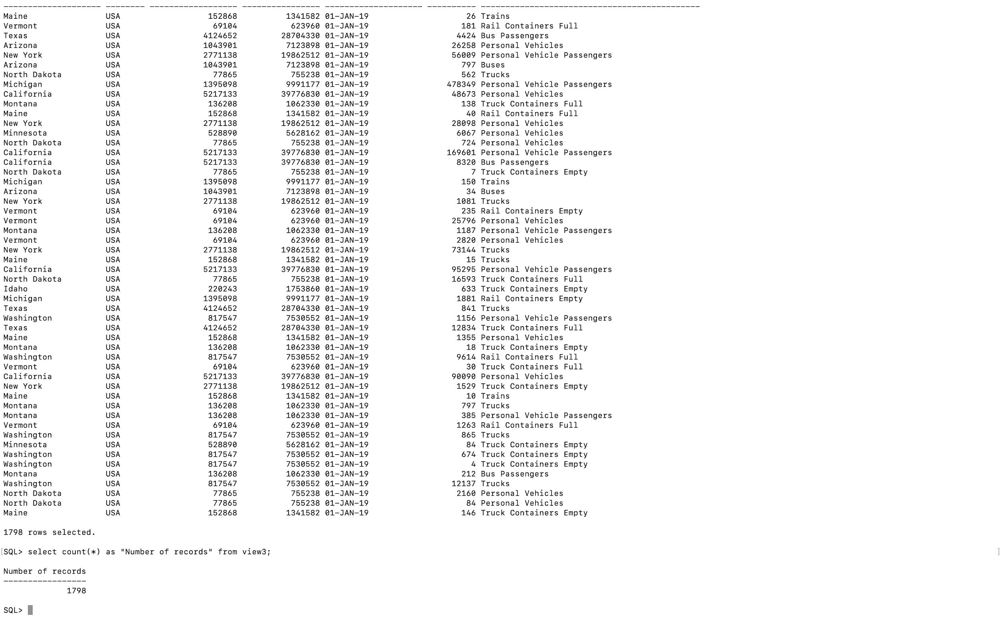 -------------------- -------- ------------------ ---------------- -------------------- ---------- ---------------------------------------------
Maine                USA                  152868          1341582 01-JAN-19                    26 Trains
Vermont              USA                   69104           623960 01-JAN-19                   181 Rail Containers Full
Texas                USA                 4124652         28704330 01-JAN-19                  4424 Bus Passengers
Arizona              USA                 1043901          7123898 01-JAN-19                 26258 Personal Vehicles
New York             USA                 2771138         19862512 01-JAN-19                 56009 Personal Vehicle Passengers
Arizona              USA                 1043901          7123898 01-JAN-19                   797 Buses
North Dakota         USA                   77865           755238 01-JAN-19                   562 Trucks
Michigan             USA                 1395098          9991177 01-JAN-19                478349 Personal Vehicle Passengers
California           USA                 5217133         39776830 01-JAN-19                 48673 Personal Vehicles
Montana              USA                  136208          1062330 01-JAN-19                   138 Truck Containers Full
Maine                USA                  152868          1341582 01-JAN-19                    40 Rail Containers Full
New York             USA                 2771138         19862512 01-JAN-19                 28098 Personal Vehicles
Minnesota            USA                  528890          5628162 01-JAN-19                  6067 Personal Vehicles
North Dakota         USA                   77865           755238 01-JAN-19                   724 Personal Vehicles
California           USA                 5217133         39776830 01-JAN-19                169601 Personal Vehicle Passengers
California           USA                 5217133         39776830 01-JAN-19                  8320 Bus Passengers
North Dakota         USA                   77865           755238 01-JAN-19                     7 Truck Containers Empty
Michigan             USA                 1395098          9991177 01-JAN-19                   150 Trains
Arizona              USA                 1043901          7123898 01-JAN-19                    34 Buses
New York             USA                 2771138         19862512 01-JAN-19                  1081 Trucks
Vermont              USA                   69104           623960 01-JAN-19                   235 Rail Containers Empty
Vermont              USA                   69104           623960 01-JAN-19                 25796 Personal Vehicles
Montana              USA                  136208          1062330 01-JAN-19                  1187 Personal Vehicle Passengers
Vermont              USA                   69104           623960 01-JAN-19                  2820 Personal Vehicles
New York             USA                 2771138         19862512 01-JAN-19                 73144 Trucks
Maine                USA                  152868          1341582 01-JAN-19                    15 Trucks
California           USA                 5217133         39776830 01-JAN-19                 95295 Personal Vehicle Passengers
North Dakota         USA                   77865           755238 01-JAN-19                 16593 Truck Containers Full
Idaho                USA                  220243          1753860 01-JAN-19                   633 Truck Containers Empty
Michigan             USA                 1395098          9991177 01-JAN-19                  1881 Rail Containers Empty
Texas                USA                 4124652         28704330 01-JAN-19                   841 Trucks
Washington           USA                  817547          7530552 01-JAN-19                  1156 Personal Vehicle Passengers
Texas                USA                 4124652         28704330 01-JAN-19                 12834 Truck Containers Full
Maine                USA                  152868          1341582 01-JAN-19                  1355 Personal Vehicles
Montana              USA                  136208          1062330 01-JAN-19                    18 Truck Containers Empty
Washington           USA                  817547          7530552 01-JAN-19                  9614 Rail Containers Full
Vermont              USA                   69104           623960 01-JAN-19                    30 Truck Containers Full
California           USA                 5217133         39776830 01-JAN-19                 90090 Personal Vehicles
New York             USA                 2771138         19862512 01-JAN-19                  1529 Truck Containers Empty
Maine                USA                  152868          1341582 01-JAN-19                    10 Trains
Montana              USA                  136208          1062330 01-JAN-19                   797 Trucks
Montana              USA                  136208          1062330 01-JAN-19                   385 Personal Vehicle Passengers
Vermont              USA                   69104           623960 01-JAN-19                  1263 Rail Containers Full
Washington           USA                  817547          7530552 01-JAN-19                   865 Trucks
Minnesota            USA                  528890          5628162 01-JAN-19                    84 Truck Containers Empty
Washington           USA                  817547          7530552 01-JAN-19                   674 Truck Containers Empty
Washington           USA                  817547          7530552 01-JAN-19                     4 Truck Containers Empty
Montana              USA                  136208          1062330 01-JAN-19                   212 Bus Passengers
Washington           USA                  817547          7530552 01-JAN-19                 12137 Trucks
North Dakota         USA                   77865           755238 01-JAN-19                  2160 Personal Vehicles
North Dakota         USA                   77865           755238 01-JAN-19                    84 Personal Vehicles
Maine                USA                  152868          1341582 01-JAN-19                   146 Truck Containers Empty
1798 rows selected.
[SQL> select count(*) as "Number of records" from view3; ]
Number of records
-----------------
1798
SQL>